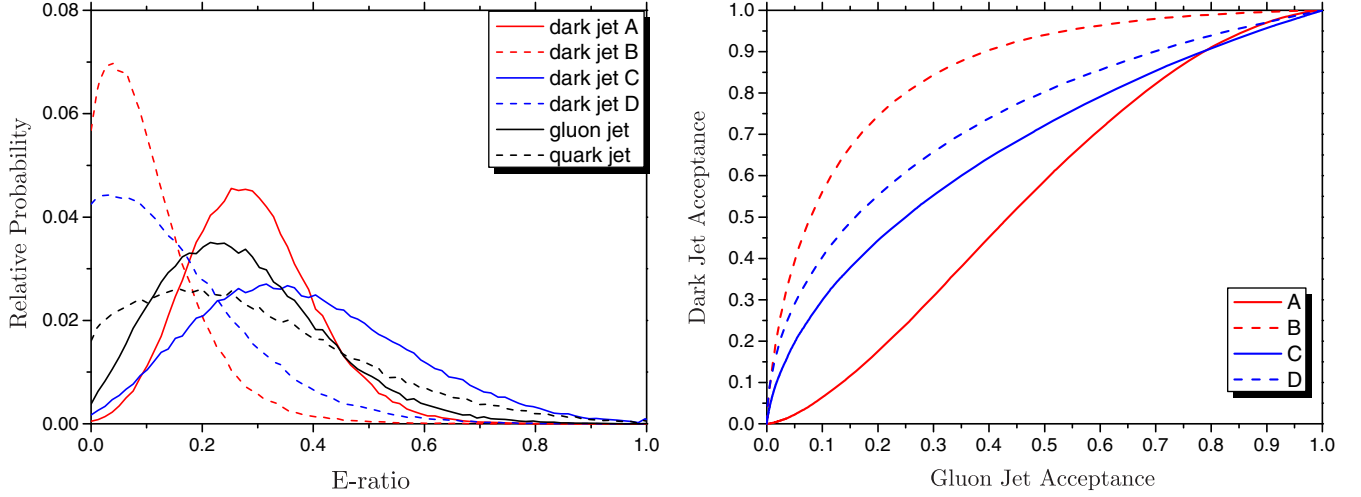 0.08
0.06
0.04
0.02
0.00
0.0 0.2 0.4 0.6 0.8 1.0
Relative Probability
E-ratio
dark jet A
dark jet B
dark jet C
dark jet D
gluon jet
quark jet
1.0
0.9
0.8
0.7
0.6
0.5
0.4
0.3
0.2
0.1
0.0
0.0 0.1 0.2 0.3 0.4 0.5 0.6 0.7 0.8 0.9 1.0
Dark Jet Acceptance
Gluon Jet Acceptance
A
B
C
D